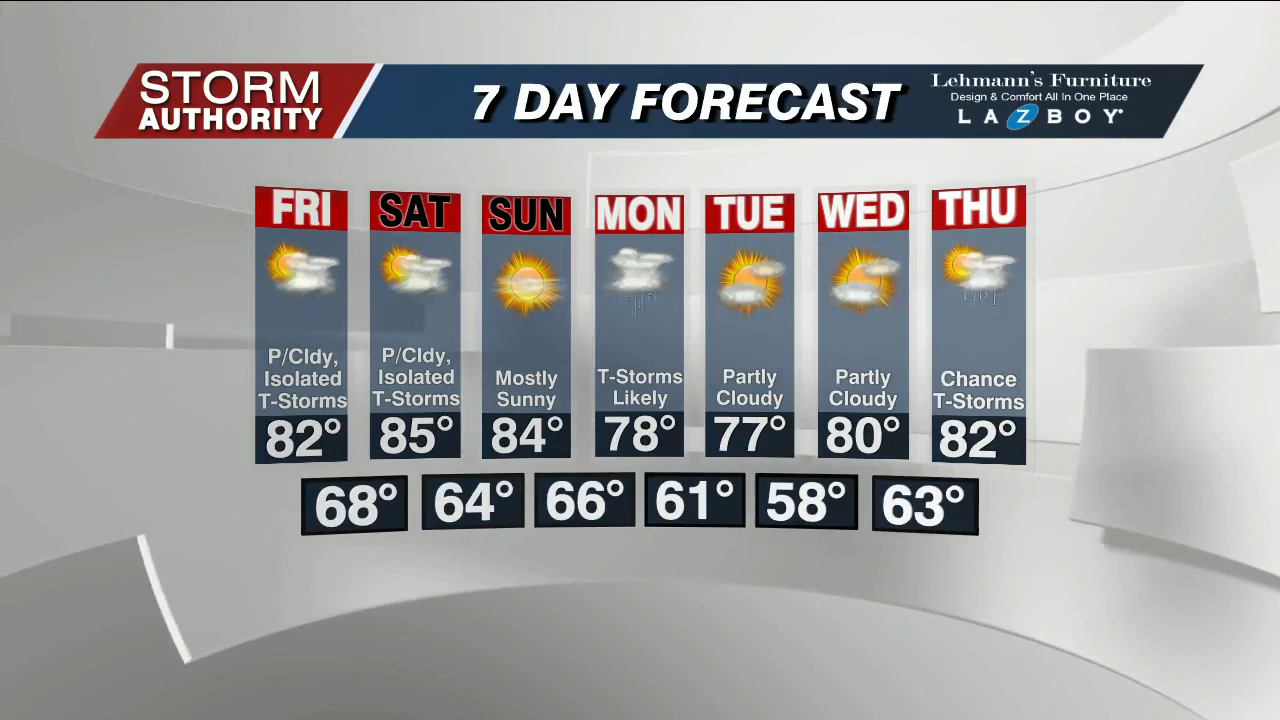 STORM
AUTHORITY
7 DAY FORECAST
Lehmann's Furniture
Design & Comfort All In One Place
LAZBOY®
FRI
P/Cldy,
Isolated
T-Storms
82°
SAT
P/Cldy,
Isolated
T-Storms
85°
SUN
Mostly
Sunny
84°
MON
T-Storms
Likely
78°
TUE
Partly
Cloudy
77°
WED
Partly
Cloudy
80°
THU
Chance
T-Storms
82°
68° 64° 66° 61° 58° 63°